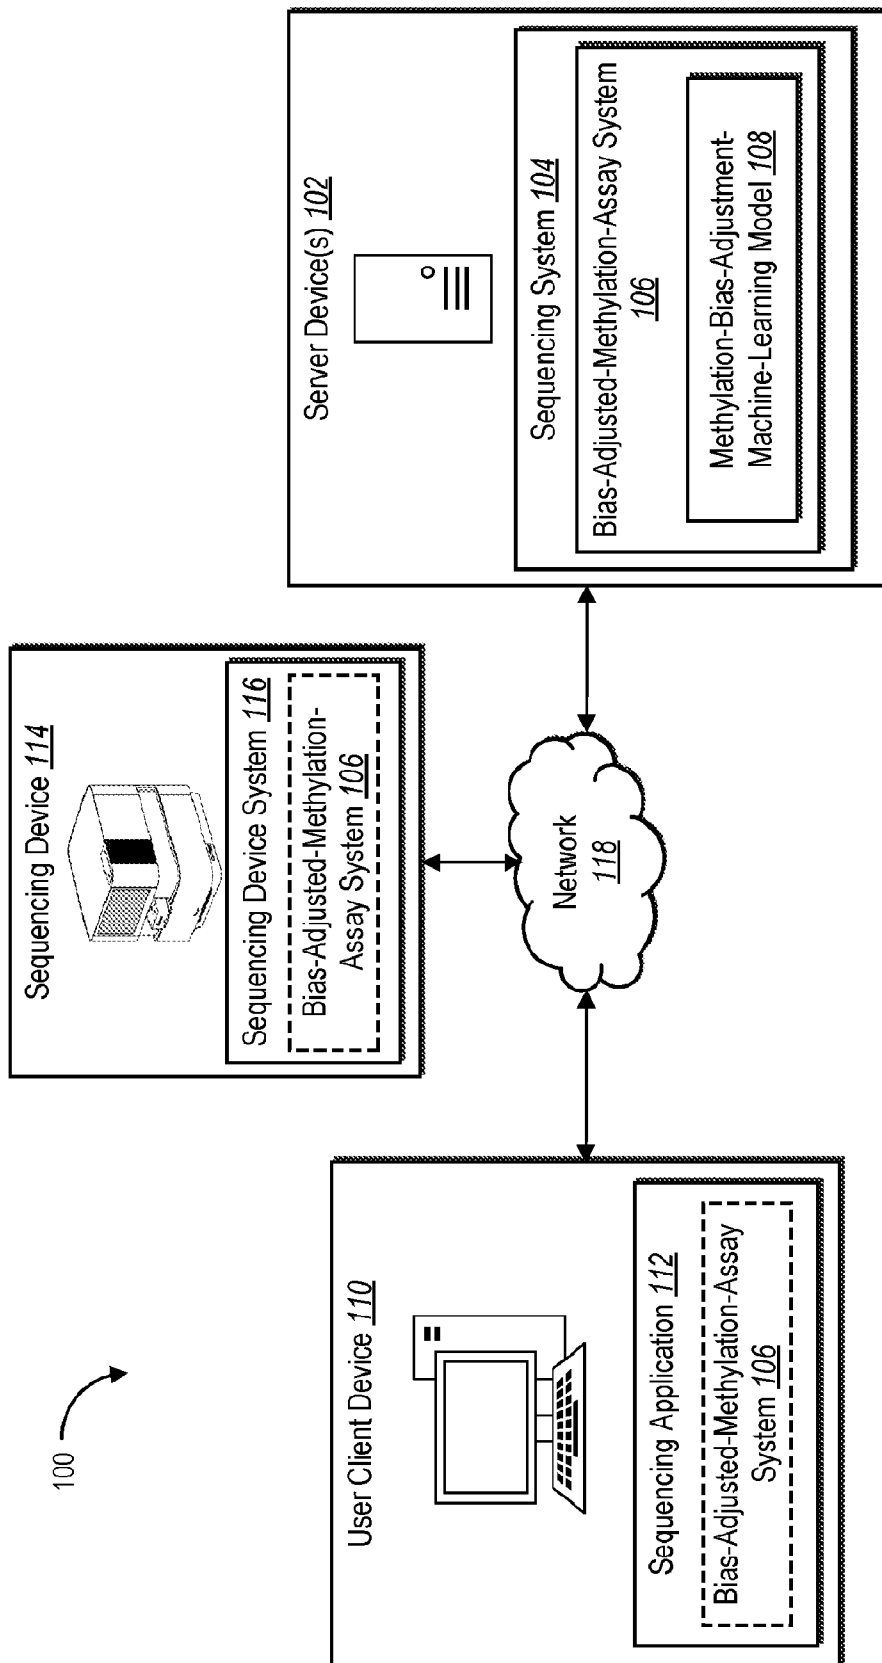 100
User Client Device 110
Sequencing Application 112
Bias-Adjusted-Methylation-Assay
System 106
Sequencing Device 114
Sequencing Device System 116
Bias-Adjusted-Methylation-
Assay System 106
Network
118
Server Device(s) 102
Sequencing System 104
Bias-Adjusted-Methylation-Assay System
106
Methylation-Bias-Adjustment-
Machine-Learning Model 108